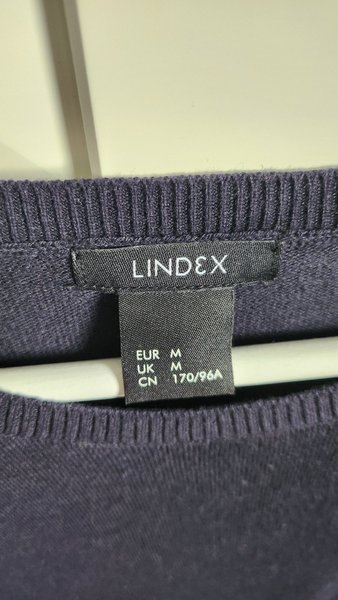 LINDEX
EUR M
UK M
CN 170/96A